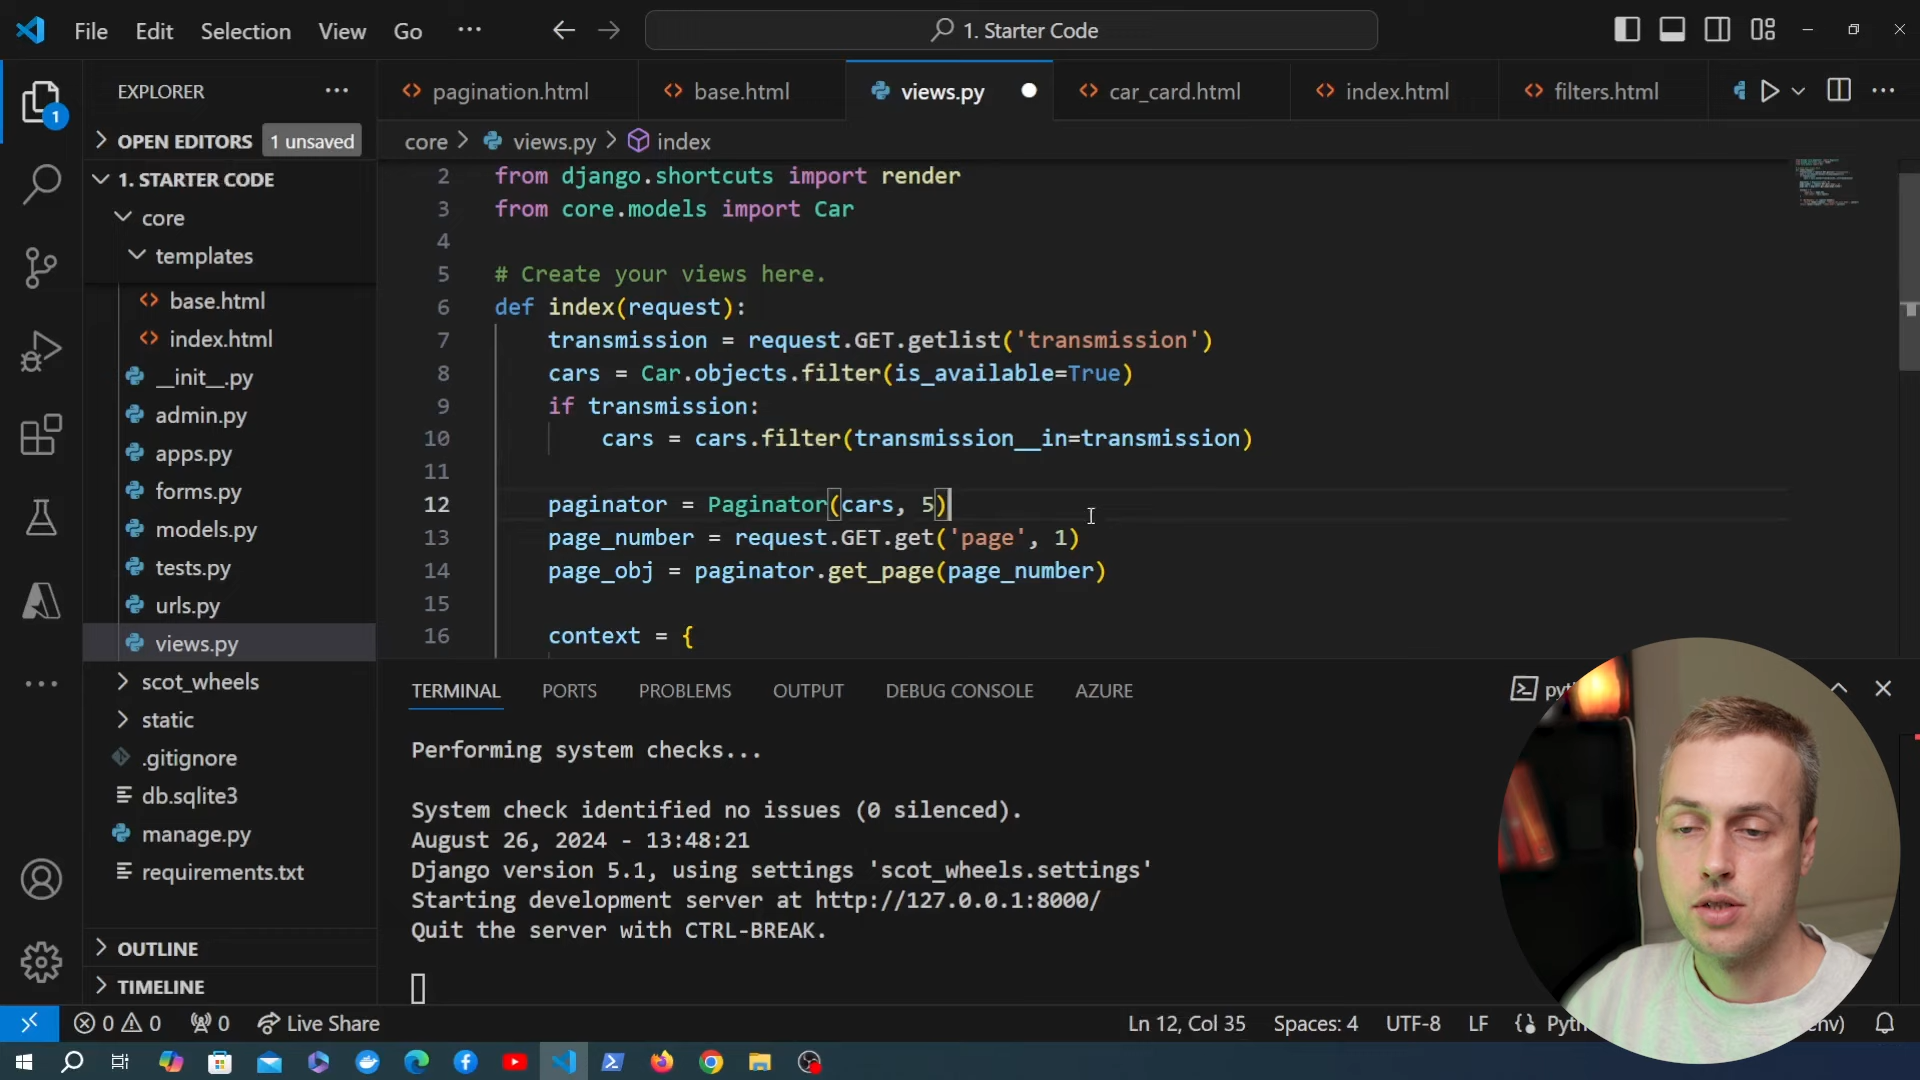 File Edit Selection View Go ···
1. Starter Code
EXPLORER
1
OPEN EDITORS 1 unsaved
1. STARTER CODE
core
templates
base.html
index.html
__init__.py
admin.py
apps.py
forms.py
models.py
tests.py
urls.py
views.py
scot_wheels
static
.gitignore
db.sqlite3
manage.py
requirements.txt
OUTLINE
TIMELINE
pagination.html base.html views.py car_card.html index.html filters.html
core > views.py > index
2 from django.shortcuts import render
3 from core.models import Car
4
5 # Create your views here.
6 def index(request):
7 transmission = request.GET.getlist('transmission')
8 cars = Car.objects.filter(is_available=True)
9 if transmission:
10 cars = cars.filter(transmission__in=transmission)
11
12 paginator = Paginator(cars, 5)
13 page_number = request.GET.get('page', 1)
14 page_obj = paginator.get_page(page_number)
15
16 context = {
TERMINAL PORTS PROBLEMS OUTPUT DEBUG CONSOLE AZURE
Performing system checks...
System check identified no issues (0 silenced).
August 26, 2024 - 13:48:21
Django version 5.1, using settings 'scot_wheels.settings'
Starting development server at http://127.0.0.1:8000/
Quit the server with CTRL-BREAK.
0 0 0 Live Share Ln 12, Col 35 Spaces: 4 UTF-8 LF